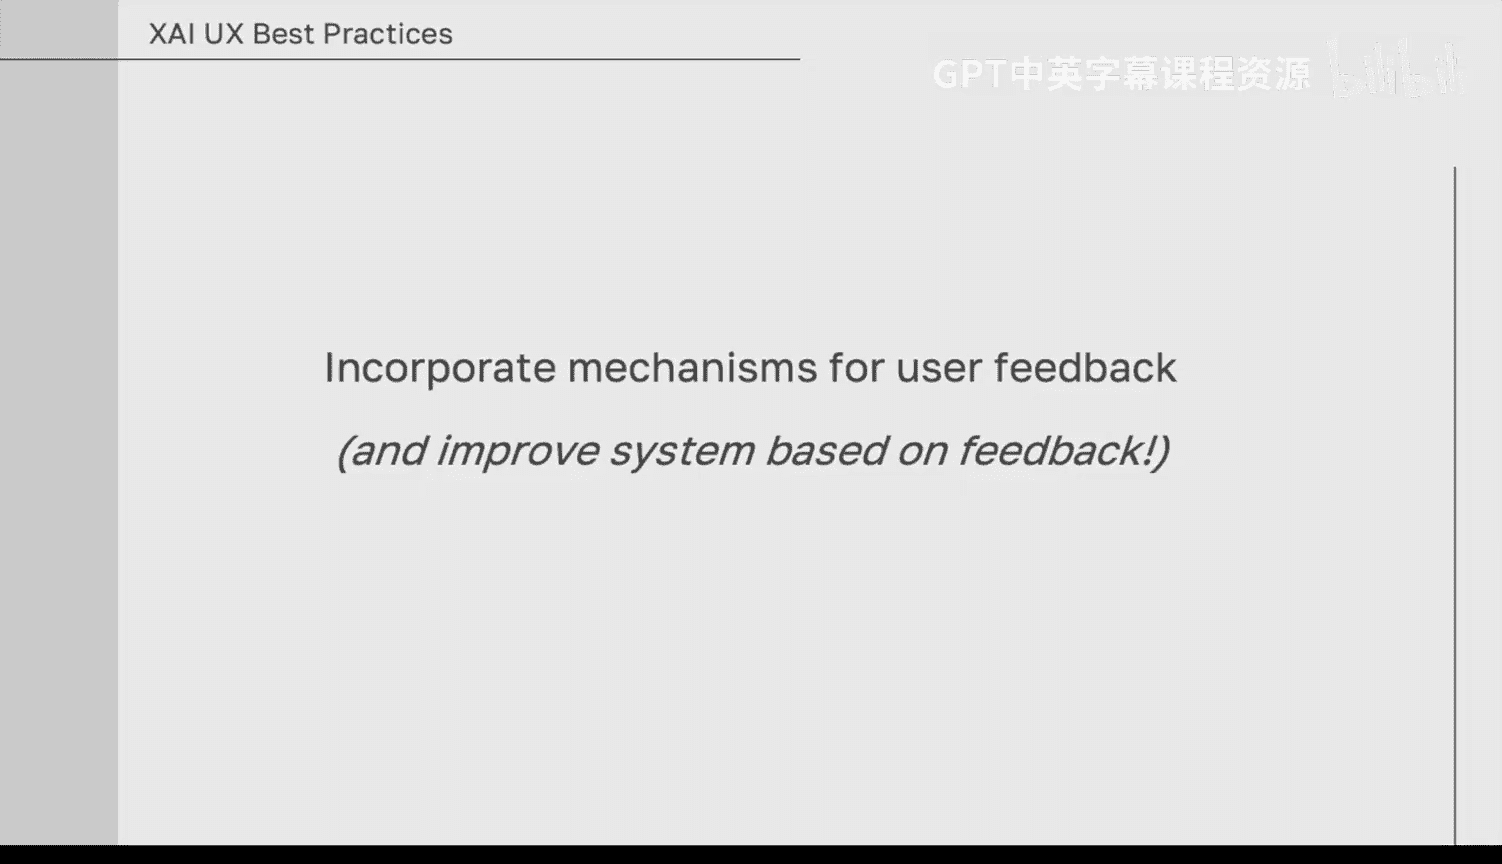 XAI UX Best Practices
GPT中英字幕课程资源 bilibili
Incorporate mechanisms for user feedback
(and improve system based on feedback!)